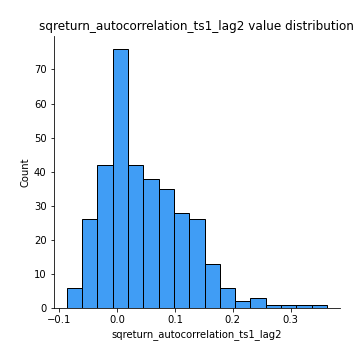 sqreturn_autocorrelation_ts1_lag2 value distribution
70
60
50
40
30
20
10
0
Count
−0.1 0.0 0.1 0.2 0.3
sqreturn_autocorrelation_ts1_lag2